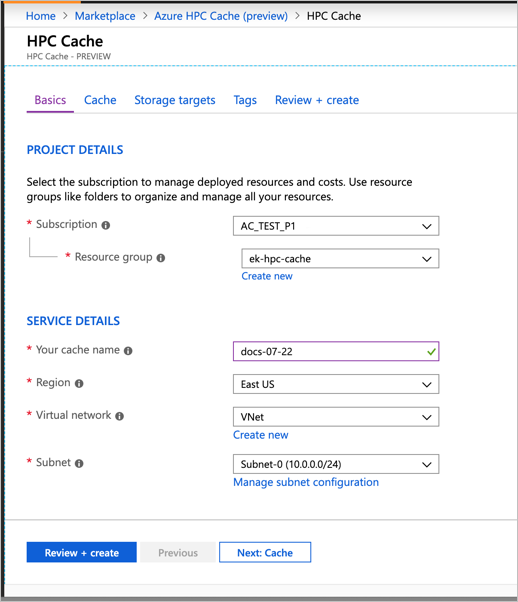 Home > Marketplace > Azure HPC Cache (preview) > HPC Cache
HPC Cache
HPC Cache - PREVIEW
Basics Cache Storage targets Tags Review + create
PROJECT DETAILS
Select the subscription to manage deployed resources and costs. Use resource
groups like folders to organize and manage all your resources.
* Subscription AC_TEST_P1
* Resource group ek-hpc-cache
Create new
SERVICE DETAILS
* Your cache name docs-07-22
* Region East US
* Virtual network VNet
Create new
* Subnet Subnet-0 (10.0.0.0/24)
Manage subnet configuration
Review + create Previous Next: Cache